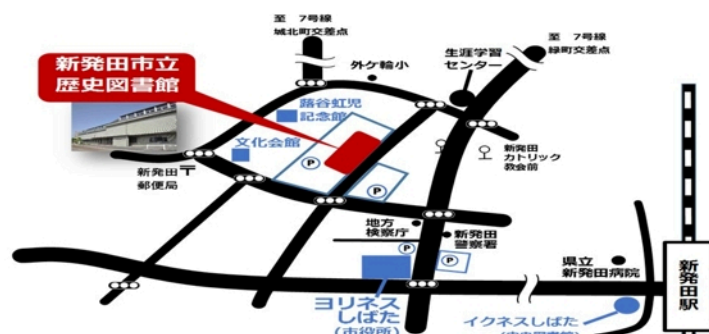 至 7号線
城北町交差点
至 7号線
緑町交差点
新発田市立
歴史図書館
外ケ輪小
生涯学習
センター
蕗谷虹児
記念館
文化会館
P
新発田
カトリック
教会前
新発田
郵便局
〒
P
地方
検察庁
新発田
警察署
P
P
県立
新発田病院
新発田駅
ヨリネス
しばた
(市役所)
イクネスしばた